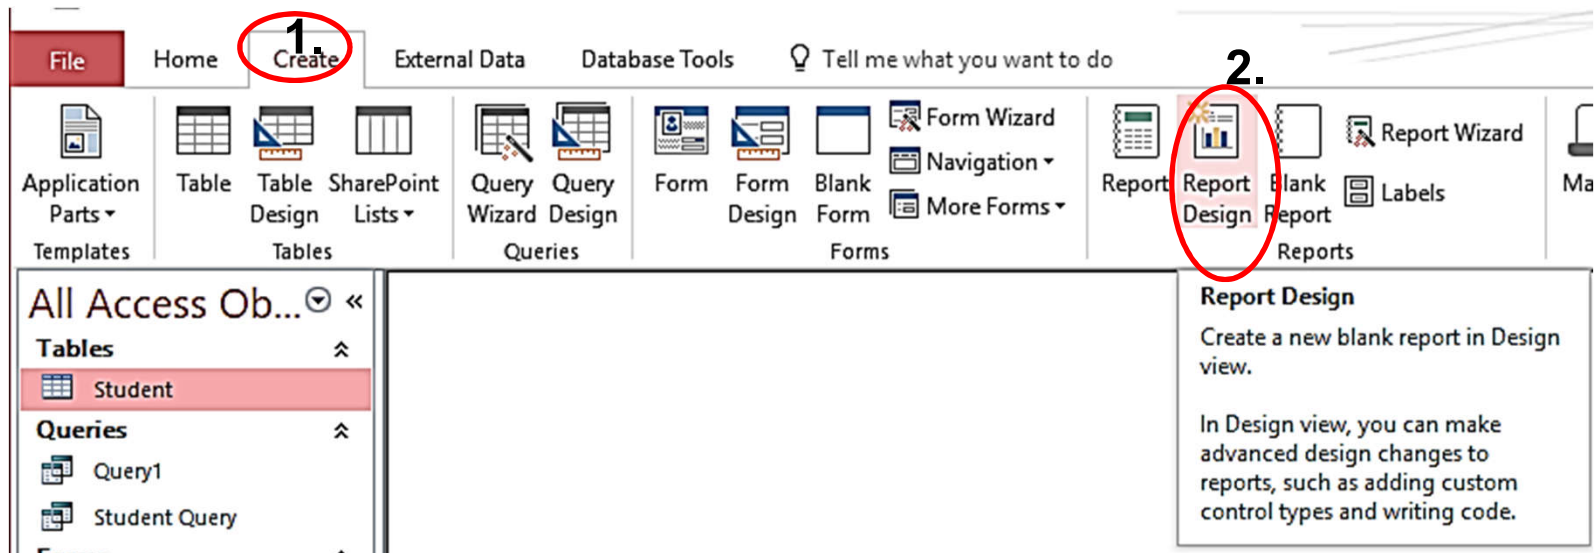 1.
File Home Create External Data Database Tools Tell me what you want to do
2.
Application Parts
Table
Table Design
SharePoint Lists
Query Wizard
Query Design
Form
Form Design
Blank Form
Form Wizard
Navigation
More Forms
Report
Report Design
Blank Report
Report Wizard
Labels
Ma
Templates Tables Queries Forms Reports
All Access Ob...
Tables
Student
Queries
Query1
Student Query
Report Design
Create a new blank report in Design
view.
In Design view, you can make
advanced design changes to
reports, such as adding custom
control types and writing code.